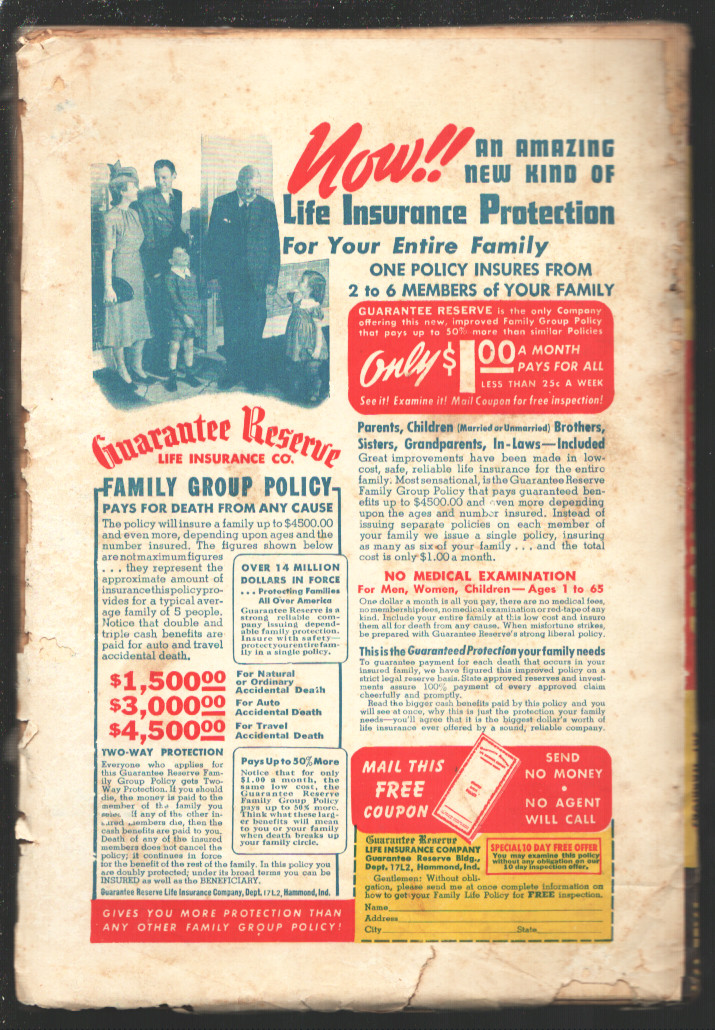 Now!! AN AMAZING
NEW KIND OF
Life Insurance Protection
For Your Entire Family
ONE POLICY INSURES FROM
2 to 6 MEMBERS of YOUR FAMILY
GUARANTEE RESERVE is the only Company
offering this new, improved Family Group Policy
that pays up to 50% more than similar Policies
Only $1.00 A MONTH
PAYS FOR ALL
LESS THAN 25c A WEEK
See it! Examine it! Mail Coupon for free inspection!
Guarantee Reserve
LIFE INSURANCE CO.
FAMILY GROUP POLICY
PAYS FOR DEATH FROM ANY CAUSE
The policy will insure a family up to $4500.00
and even more, depending upon ages and the
number insured. The figures shown below
are not maximum figures
. . . they represent the
approximate amount of
insurance this policy pro-
vides for a typical aver-
age family of 5 people.
Notice that double and
triple cash benefits are
paid for auto and travel
accidental death.
OVER 14 MILLION
DOLLARS IN FORCE
. . . Protecting Families
All Over America
Guarantee Reserve is a
strong reliable com-
pany issuing depend-
able family protection.
Insure with safety—
protect your entire fam-
ily in a single policy.
$1,500.00 For Natural
or Ordinary
Accidental Death
$3,000.00 For Auto
Accidental Death
$4,500.00 For Travel
Accidental Death
TWO-WAY PROTECTION
Everyone who applies for
this Guarantee Reserve Fam-
ily Group Policy gets Two-
Way Protection. If you should
die, the money is paid to the
member of the family you
If any of the other in-
members die, then the
cash benefits are paid to you.
Death of any of the insured
members does not cancel the
policy; it continues in force
for the benefit of the rest of the family. In this policy you
are doubly protected; under its broad terms you can be
INSURED as well as the BENEFICIARY.
Guarantee Reserve Life Insurance Company, Dept. 17L2, Hammond, Ind.
Pays Up to 50% More
Notice that for only
$1.00 a month, the
same low cost, the
Guarantee Reserve
Family Group Policy
pays up to 50% more.
Think what these larg-
er benefits will mean
to you or your family
when death breaks up
your family circle.
GIVES YOU MORE PROTECTION THAN
ANY OTHER FAMILY GROUP POLICY!
Parents, Children (Married or Unmarried) Brothers,
Sisters, Grandparents, In-Laws—Included
Great improvements have been made in low-
cost, safe, reliable life insurance for the entire
family. Most sensational, is the Guarantee Reserve
Family Group Policy that pays guaranteed ben-
efits up to $4500.00 and even more depending
upon the ages and number insured. Instead of
issuing separate policies on each member of
your family we issue a single policy, insuring
as many as six of your family . . . and the total
cost is only $1.00 a month.
NO MEDICAL EXAMINATION
For Men, Women, Children—Ages 1 to 65
One dollar a month is all you pay, there are no medical fees,
no membership fees, no medical examination or red-tape of any
kind. Include your entire family at this low cost and insure
them all for death from any cause. When misfortune strikes,
be prepared with Guarantee Reserve's strong liberal policy.
This is the Guaranteed Protection your family needs
To guarantee payment for each death that occurs in your
insured family, we have figured this improved policy on a
strict legal reserve basis. State approved reserves and invest-
ments assure 100% payment of every approved claim
cheerfully and promptly.
Read the bigger cash benefits paid by this policy and you
will see at once, why this is just the protection your family
needs—you'll agree that it is the biggest dollar's worth of
life insurance ever offered by a sound, reliable company.
MAIL THIS
FREE
COUPON
SEND
NO MONEY
•
NO AGENT
WILL CALL
Guarantee Reserve
LIFE INSURANCE COMPANY
Guarantee Reserve Bldg.,
Dept. 17L2, Hammond, Ind.
SPECIAL 10 DAY FREE OFFER
You may examine this policy
without any obligation on our
10 day inspection offer.
Gentlemen: Without obli-
gation, please send me at once complete information on
how to get your Family Life Policy for FREE inspection.
Name
Address
City State